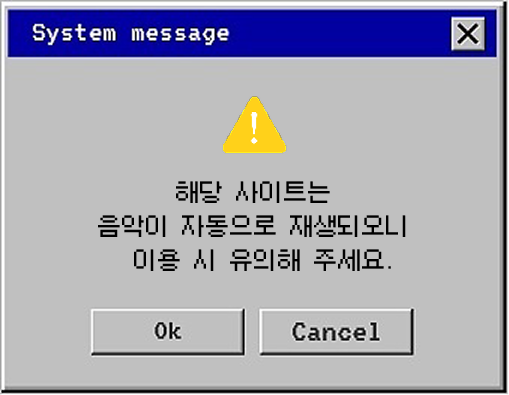 System message
해당 사이트는
음악이 자동으로 재생되오니
이용 시 유의해 주세요.
Ok
Cancel